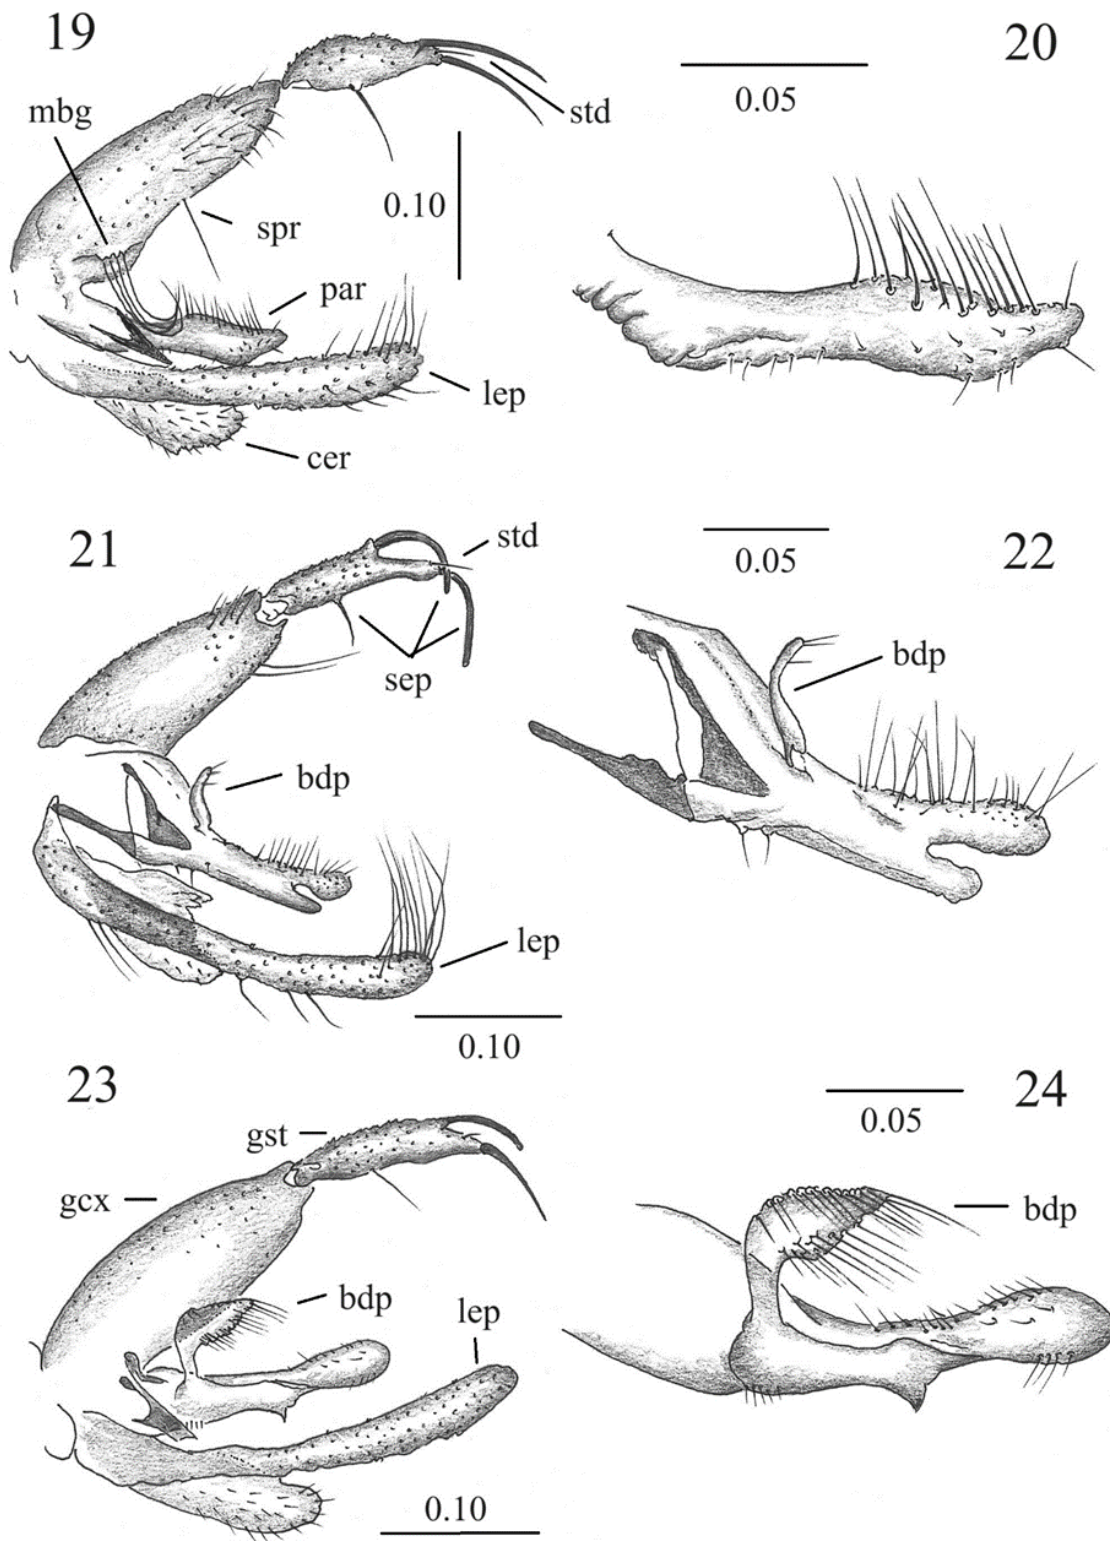 19
mbg
std
0.10
spr
par
lep
cer
20
0.05
21
std
sep
bdp
lep
0.10
22
0.05
bdp
23
gst
gcx
bdp
lep
0.10
24
0.05
bdp